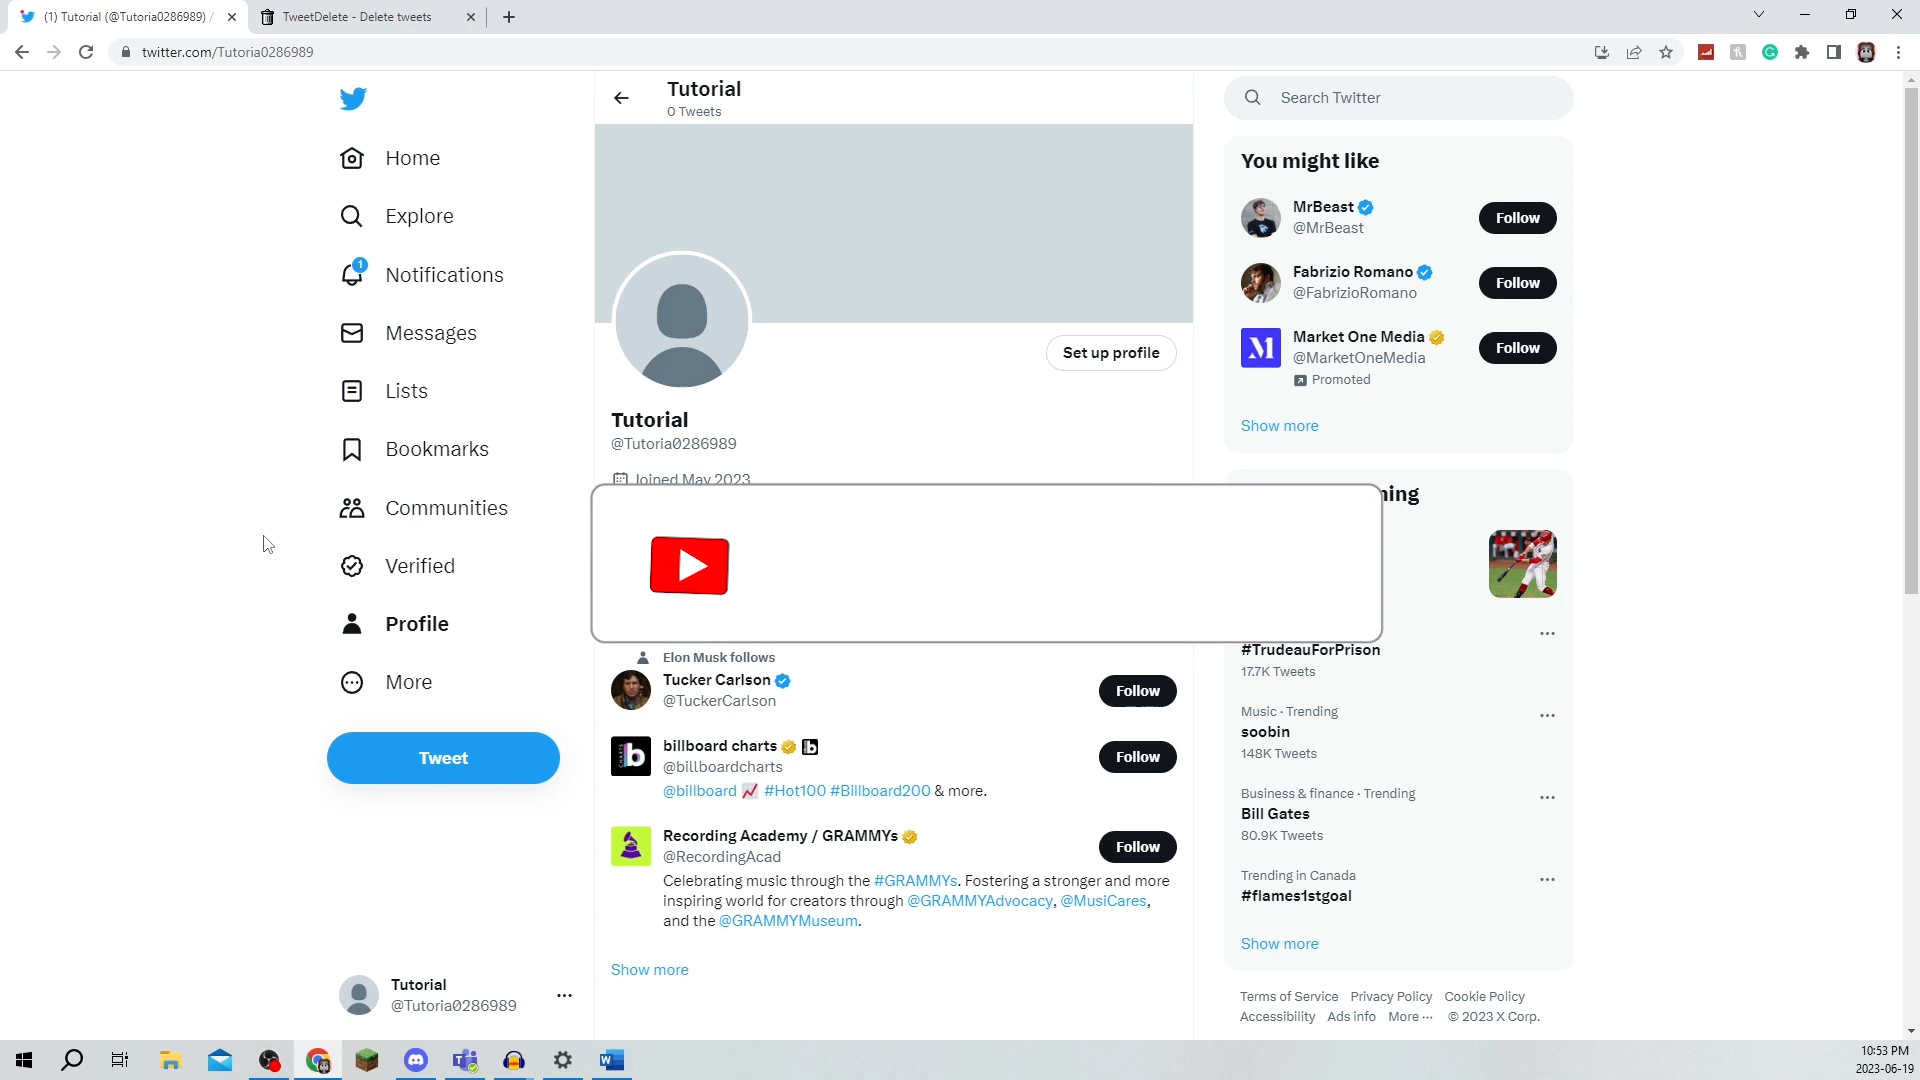 (1) Tutorial (@Tutoria0286989) /
TweetDelete - Delete tweets
twitter.com/Tutoria0286989
Tutorial
0 Tweets
Home
Explore
1
Notifications
Messages
Lists
Bookmarks
Communities
Verified
Profile
More
Tweet
Tutorial
@Tutoria0286989
Set up profile
Tutorial
@Tutoria0286989
Joined May 2023
Elon Musk follows
Tucker Carlson
@TuckerCarlson
Follow
billboard charts
@billboardcharts
Follow
@billboard 📈 #Hot100 #Billboard200 & more.
Recording Academy / GRAMMYs
@RecordingAcad
Follow
Celebrating music through the #GRAMMYs. Fostering a stronger and more
inspiring world for creators through @GRAMMYAdvocacy, @MusiCares,
and the @GRAMMYMuseum.
Show more
Search Twitter
You might like
MrBeast
@MrBeast
Follow
Fabrizio Romano
@FabrizioRomano
Follow
Market One Media
@MarketOneMedia
Promoted
Follow
Show more
ning
#TrudeauForPrison
17.7K Tweets
Music · Trending
soobin
148K Tweets
Business & finance · Trending
Bill Gates
80.9K Tweets
Trending in Canada
#flames1stgoal
Show more
Terms of Service Privacy Policy Cookie Policy
Accessibility Ads info More ··· © 2023 X Corp.
10:53 PM
2023-06-19